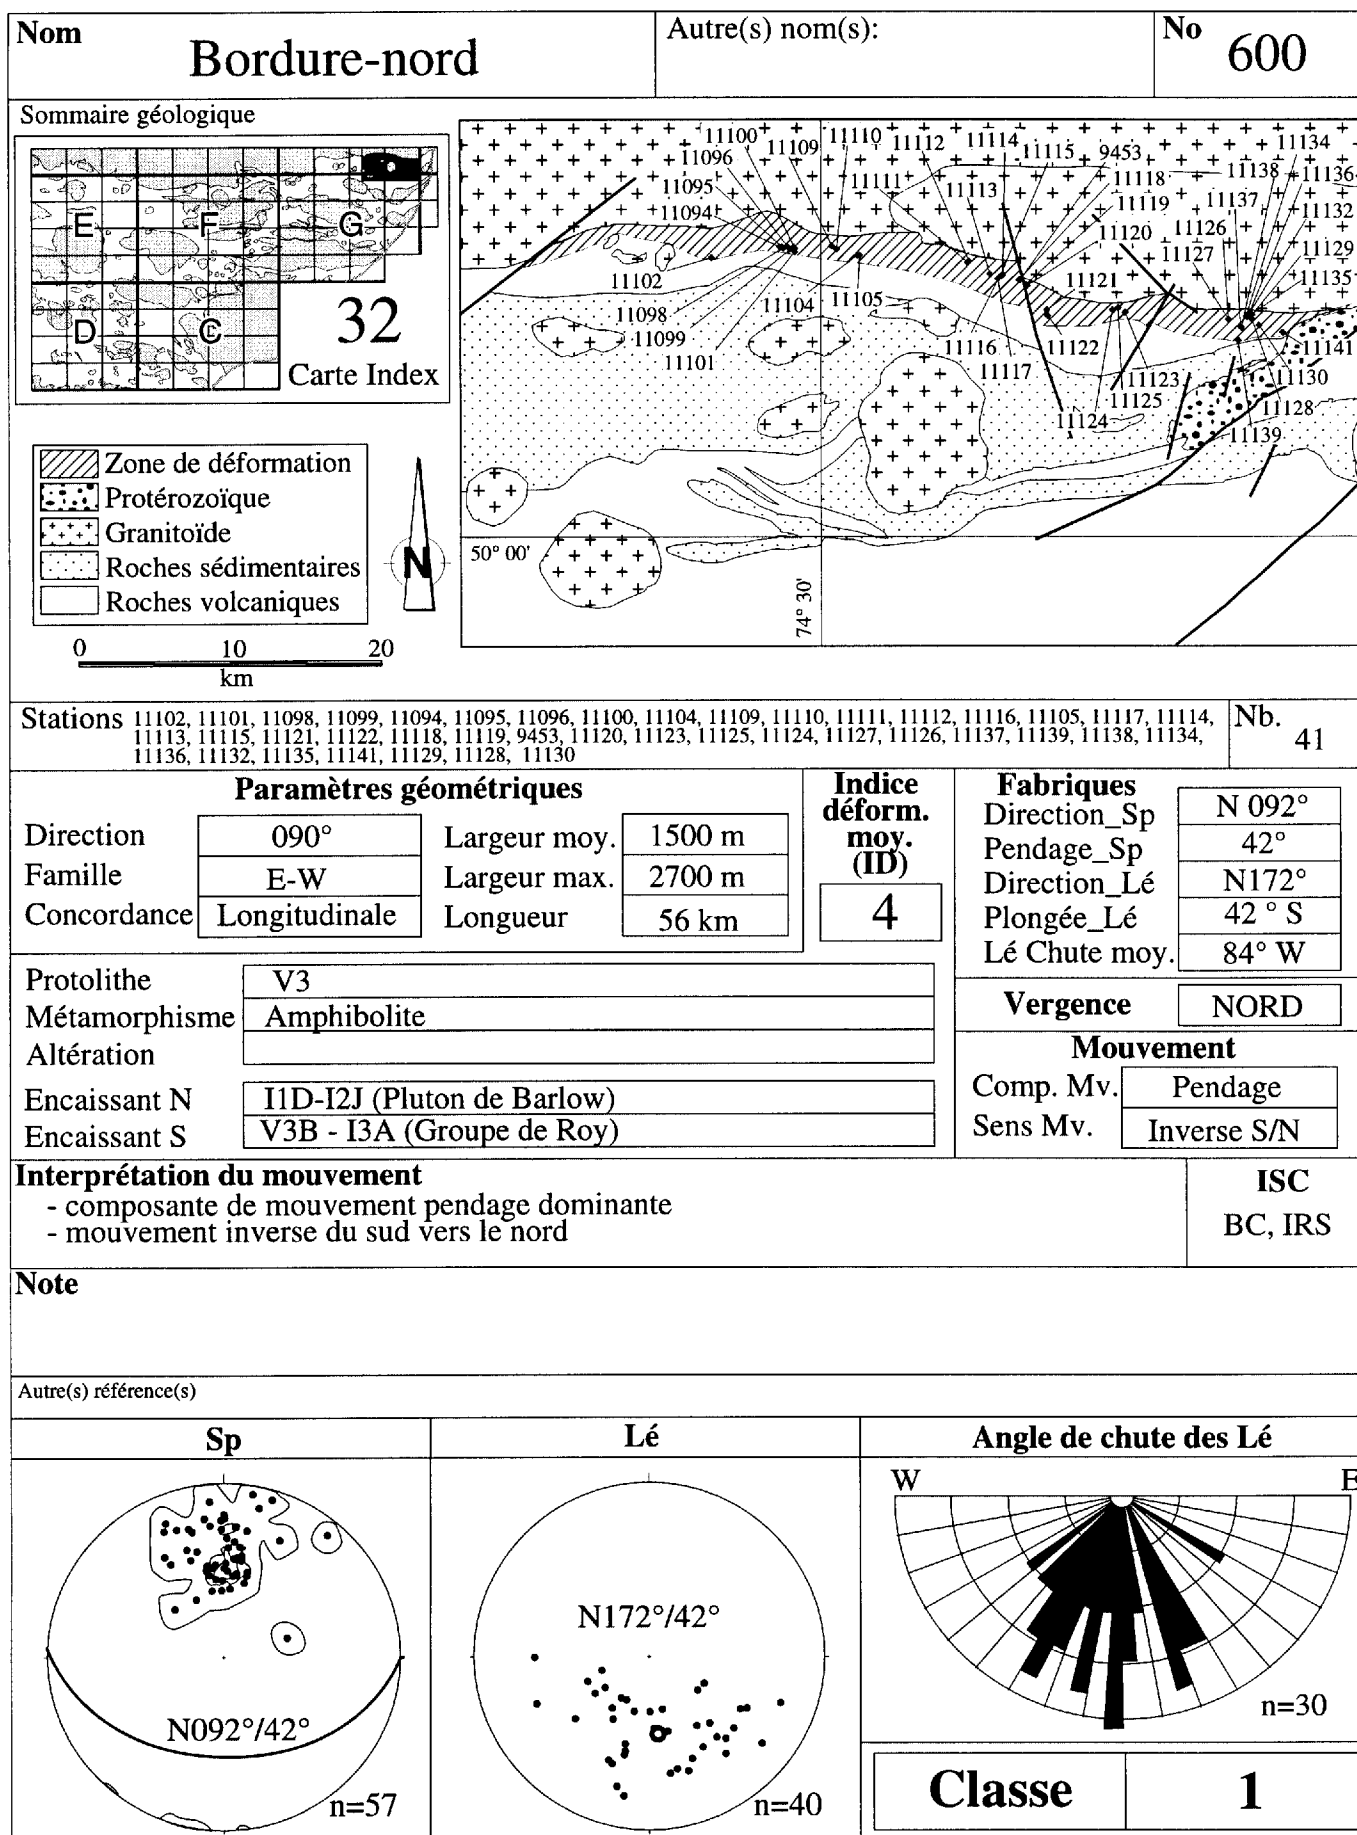 Nom
Bordure-nord
Autre(s) nom(s):
No 600
Sommaire géologique
E F G
D C
32
Carte Index
Zone de déformation
Protérozoïque
Granitoïde
Roches sédimentaires
Roches volcaniques
N
0 10 20
km
11100
11110
11112
11114
11134
11096
11109
11115
9453
11138
11136
11095
11111
11113
11118
11137
11094
11119
11126
11132
11120
11127
11129
11102
11121
11135
11098
11104
11105
11099
11116
11122
11141
11101
11117
11123
11130
11125
11128
11124
11139
50° 00'
74° 30'
Stations 11102, 11101, 11098, 11099, 11094, 11095, 11096, 11100, 11104, 11109, 11110, 11111, 11112, 11116, 11105, 11117, 11114,
11113, 11115, 11121, 11122, 11118, 11119, 9453, 11120, 11123, 11125, 11124, 11127, 11126, 11137, 11139, 11138, 11134,
11136, 11132, 11135, 11141, 11129, 11128, 11130
Nb.
41
Paramètres géométriques
Direction 090° Largeur moy. 1500 m
Famille E-W Largeur max. 2700 m
Concordance Longitudinale Longueur 56 km
Indice
déform.
moy.
(ID)
4
Fabriques
Direction_Sp N 092°
Pendage_Sp 42°
Direction_Lé N172°
Plongée_Lé 42 ° S
Lé Chute moy. 84° W
Protolithe V3
Métamorphisme Amphibolite
Altération
Encaissant N I1D-I2J (Pluton de Barlow)
Encaissant S V3B - I3A (Groupe de Roy)
Vergence NORD
Mouvement
Comp. Mv. Pendage
Sens Mv. Inverse S/N
Interprétation du mouvement
- composante de mouvement pendage dominante
- mouvement inverse du sud vers le nord
ISC
BC, IRS
Note
Autre(s) référence(s)
Sp
N092°/42°
n=57
Lé
N172°/42°
n=40
Angle de chute des Lé
W E
n=30
Classe 1